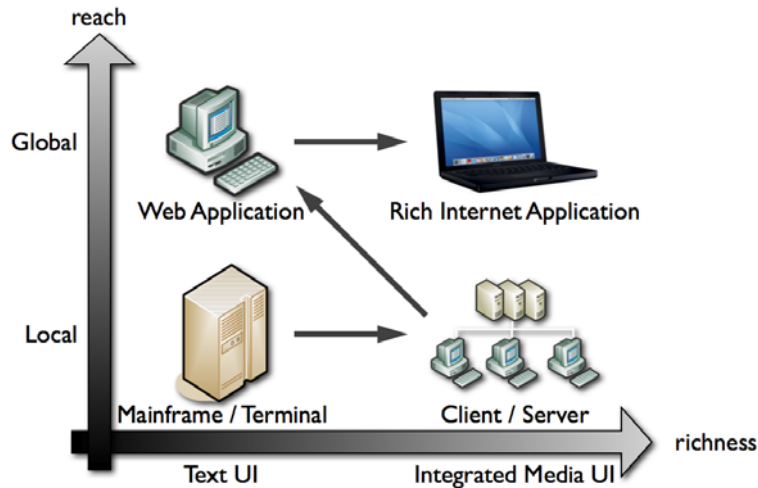 reach
Global
Web Application
Rich Internet Application
Local
Mainframe / Terminal
Client / Server
richness
Text UI
Integrated Media UI